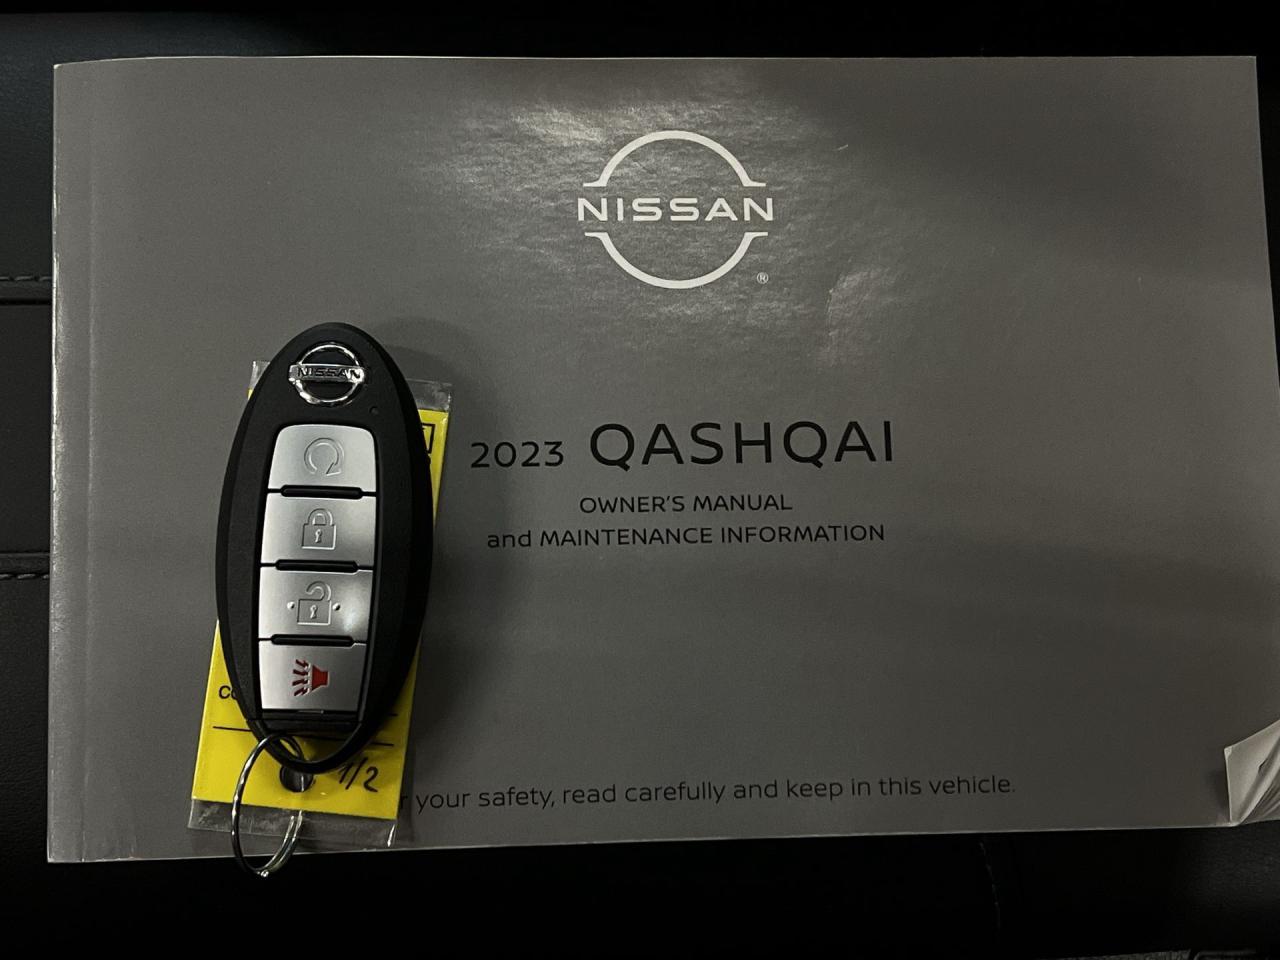 NISSAN
®
NISSAN
2023 QASHQAI
OWNER'S MANUAL
and MAINTENANCE INFORMATION
1/2
your safety, read carefully and keep in this vehicle.